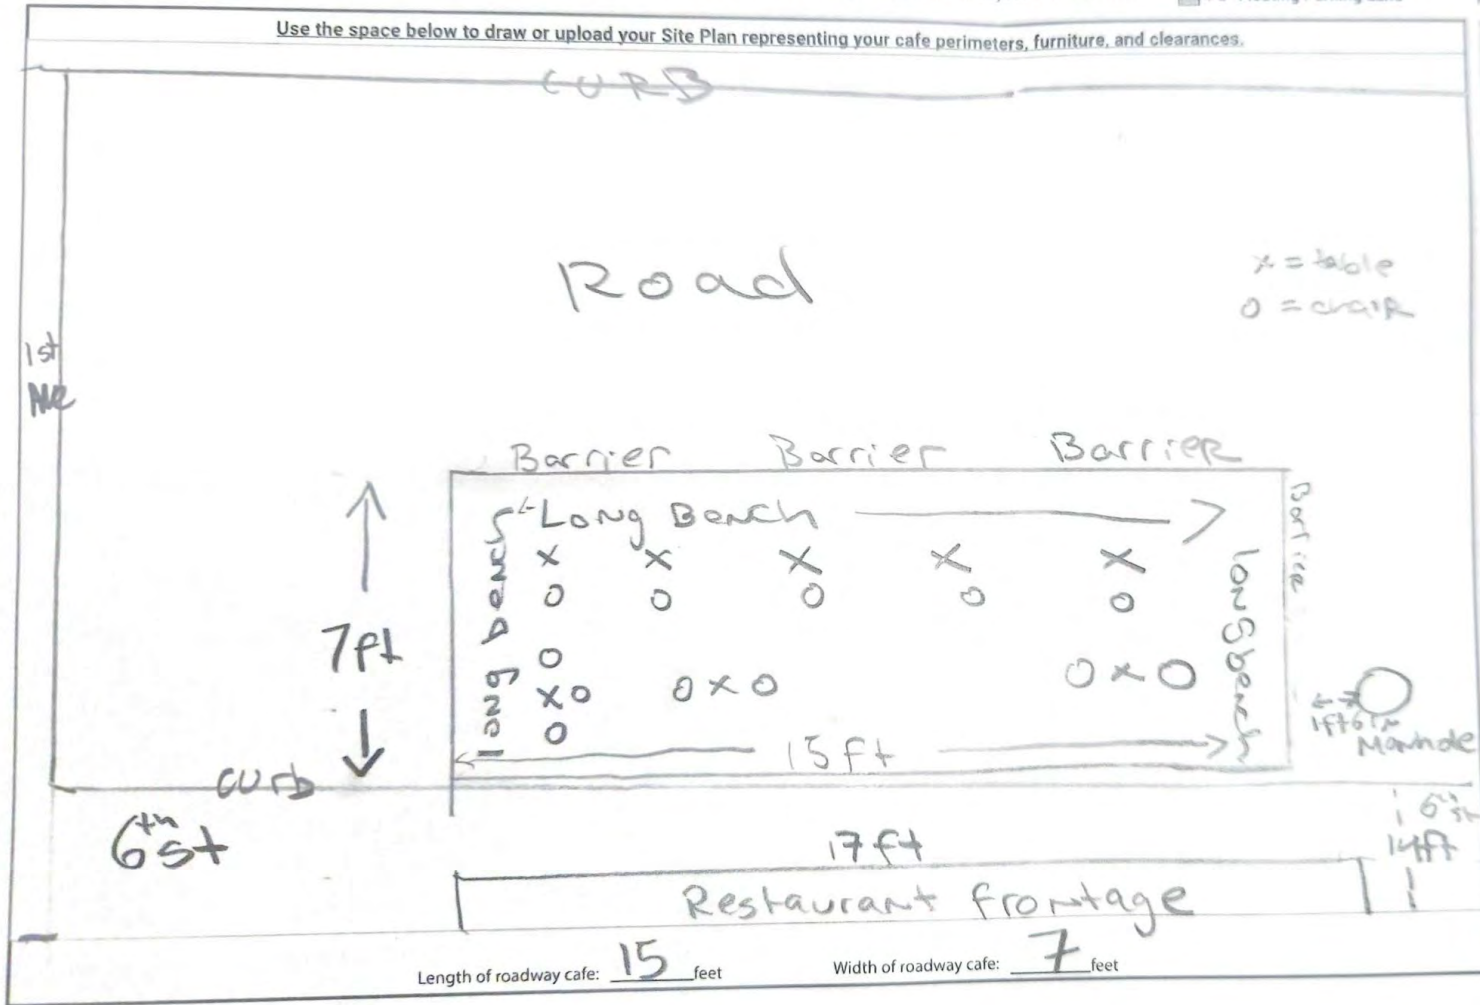 Use the space below to draw or upload your Site Plan representing your cafe perimeters, furniture, and clearances.
CURB
Road
x = table
o = chaiR
1st
Ave
Barrier Barrier BarrieR
Barrier
Long Bench
long bench
long bench
x x x x x
o o o o o
o
x o o x o o x o
o
7ft
15ft
1ft6in
Manhole
curb
6th st
6th st
17 ft
14ft
Restaurant frontage
Length of roadway cafe: 15 feet Width of roadway cafe: 7 feet